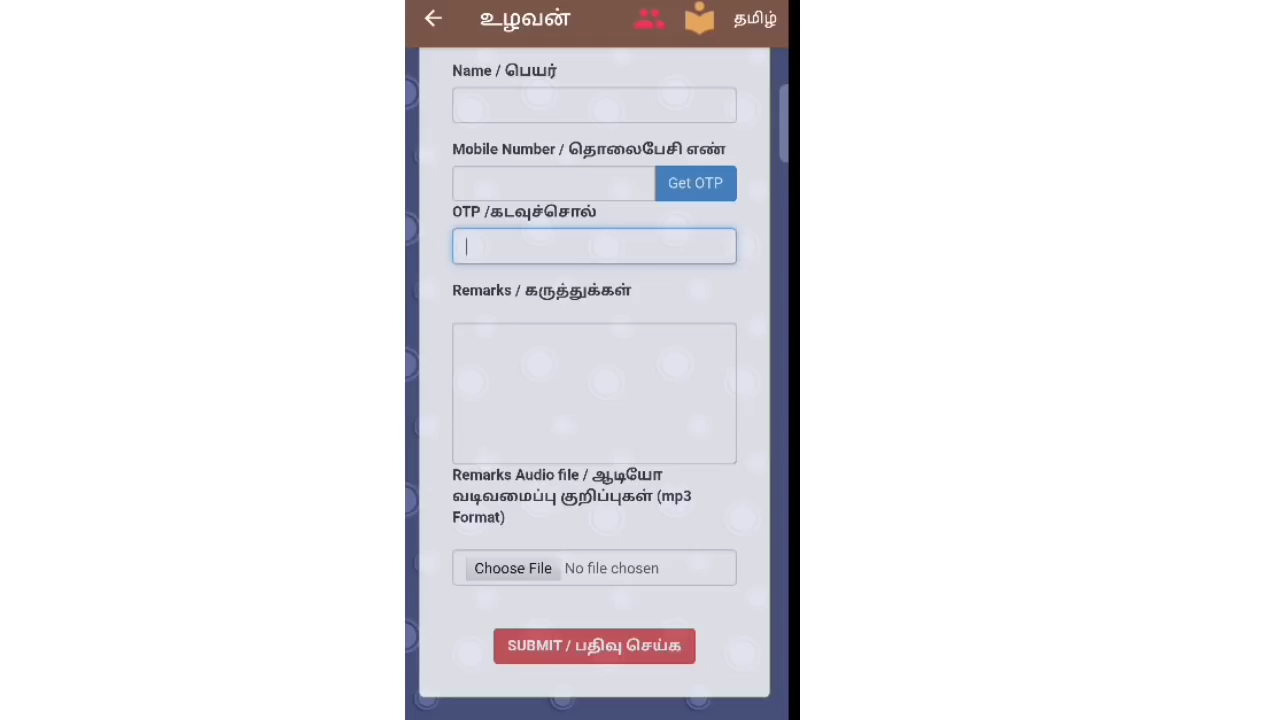 உழவன் தமிழ்
Name / பெயர்
Mobile Number / தொலைபேசி எண்
Get OTP
OTP /கடவுச்சொல்
Remarks / கருத்துக்கள்
Remarks Audio file / ஆடியோ
வடிவமைப்பு குறிப்புகள் (mp3
Format)
Choose File No file chosen
SUBMIT / பதிவு செய்க